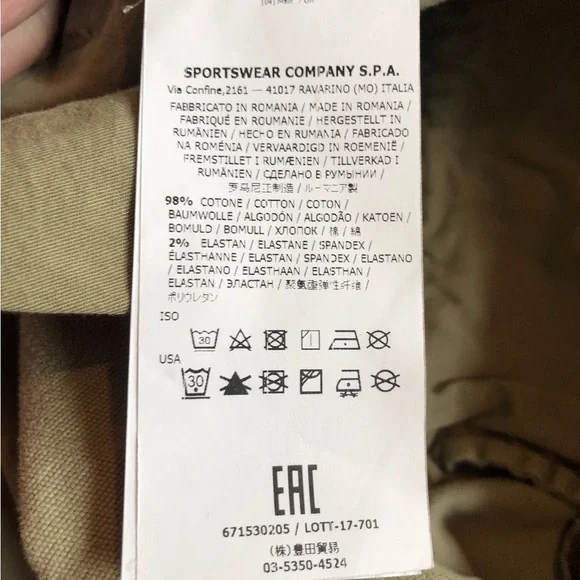 SPORTSWEAR COMPANY S.P.A.
Via Confine,2161 — 41017 RAVARINO (MO) ITALIA
FABBRICATO IN ROMANIA / MADE IN ROMANIA /
FABRIQUÉ EN ROUMANIE / HERGESTELLT IN
RUMÄNIEN / HECHO EN RUMANIA / FABRICADO
NA ROMÉNIA / VERVAARDIGD IN ROEMENIË /
FREMSTILLET I RUMÆNIEN / TILLVERKAD I
RUMÄNIEN / СДЕЛАНО В РУМЫНИИ /
罗马尼亚制造 / ルーマニア製
98% COTONE / COTTON / COTON /
BAUMWOLLE / ALGODÓN / ALGODÃO / KATOEN /
BOMULD / BOMULL / ХЛОПОК / 棉 / 綿
2% ELASTAN / ELASTANE / SPANDEX /
ÉLASTHANNE / ELASTAN / SPANDEX / ELASTANO
/ ELASTANO / ELASTHAAN / ELASTHAN /
ELASTAN / ЭЛАСТАН / 聚氨酯弹性纤维 /
ポリウレタン
ISO
30
USA
30
EAC
671530205 / LOTT-17-701
(株)豊田貿易
03-5350-4524